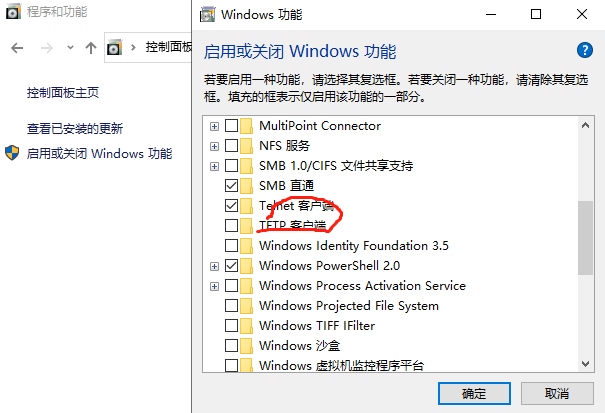 程序和功能
控制面板
控制面板主页
查看已安装的更新
启用或关闭 Windows 功能
Windows 功能
启用或关闭 Windows 功能
若要启用一种功能，请选择其复选框。若要关闭一种功能，请清除其复选
框。填充的框表示仅启用该功能的一部分。
MultiPoint Connector
NFS 服务
SMB 1.0/CIFS 文件共享支持
SMB 直通
Telnet 客户端
TFTP 客户端
Windows Identity Foundation 3.5
Windows PowerShell 2.0
Windows Process Activation Service
Windows Projected File System
Windows TIFF IFilter
Windows 沙盒
Windows 虚拟机监控程序平台
确定
取消